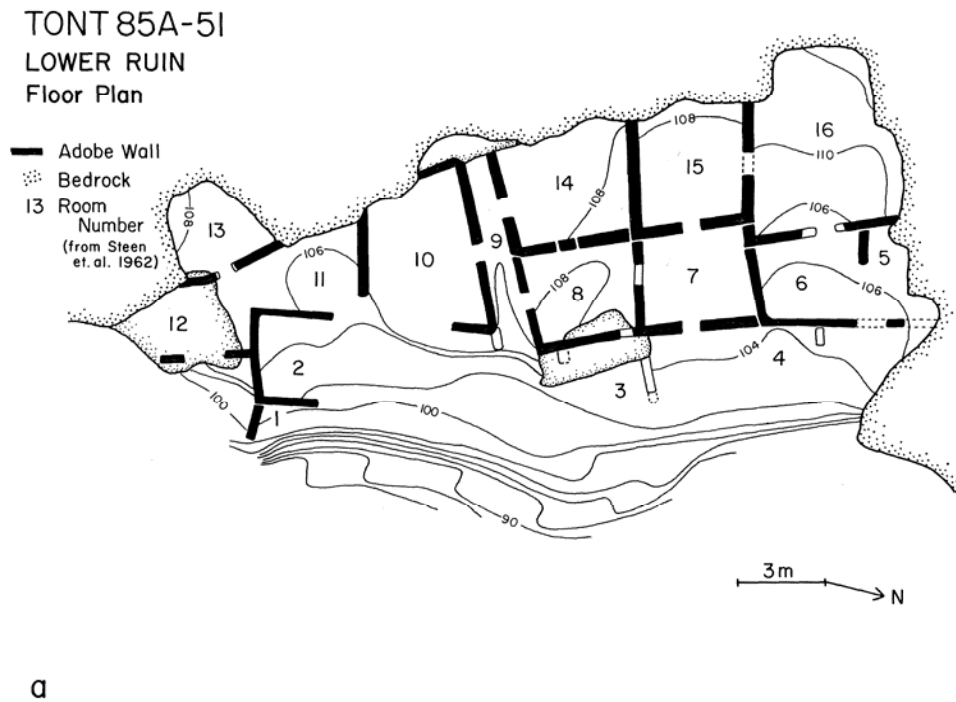 TONT 85A-51
LOWER RUIN
Floor Plan
Adobe Wall
Bedrock
13 Room
Number
(from Steen
et. al. 1962)
108
13
12
106
11
10
9
14
108
108
15
16
110
106
5
108
8
7
6
106
2
104
4
3
100
1
100
90
3m
N
a